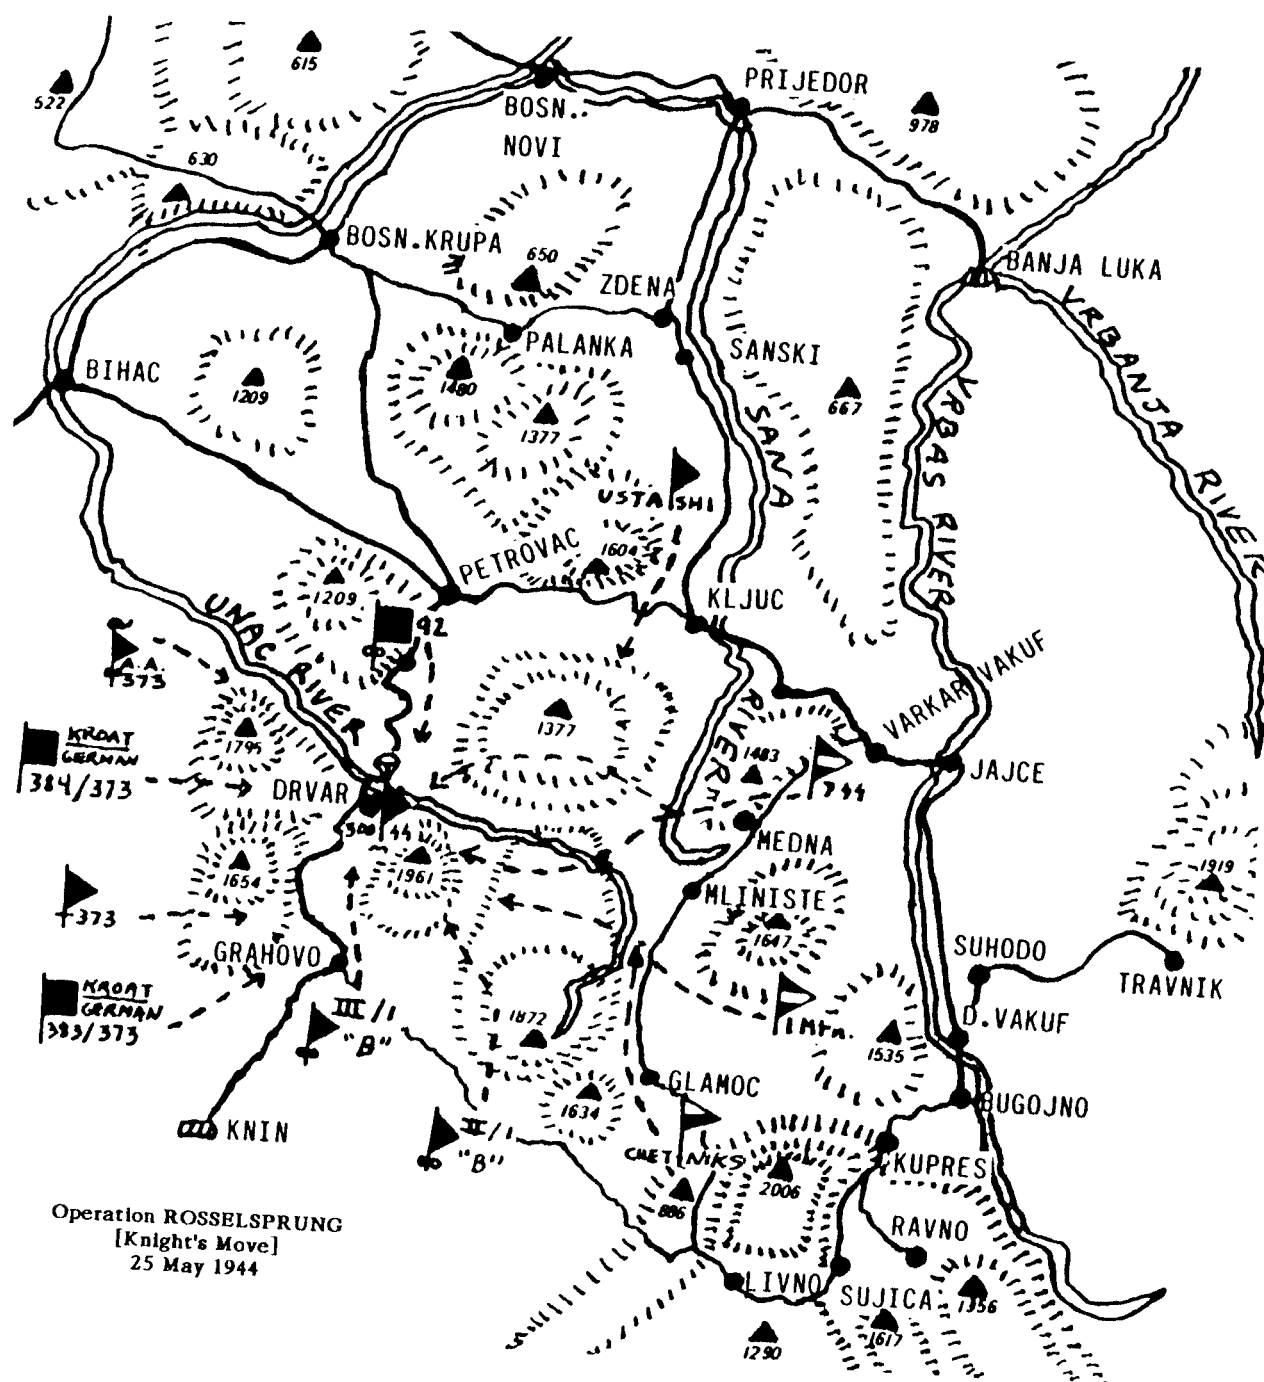 615
522
PRIJEDOR
BOSN.
NOVI
978
630
BOSN.KRUPA
650
ZDENA
BANJA LUKA
VRBANJA RIVER
PALANKA
SANSKI
BIHAC
1209
1480
1377
667
SANA
RIVER
VRBAS RIVER
USTASHI
PETROVAC
1604
1209
KLJUC
UNAC RIVER
92
A.A.
373
VARKAR VAKUF
1377
1795
KROAT
GERMAN
384/373
1483
JAJCE
DRVAR
500
MEDNA
1654
1961
1919
373
MLINISTE
1647
GRAHOVO
SUHODO
TRAVNIK
KROAT
GERMAN
383/373
III/1
"B"
1872
1 Mtn.
1535
D.VAKUF
GLAMOC
BUGOJNO
1634
KNIN
II/1
"B"
CHETNIKS
2006
KUPRES
886
RAVNO
LIVNO
SUJICA
1356
1617
1290
Operation ROSSELSPRUNG
[Knight's Move]
25 May 1944